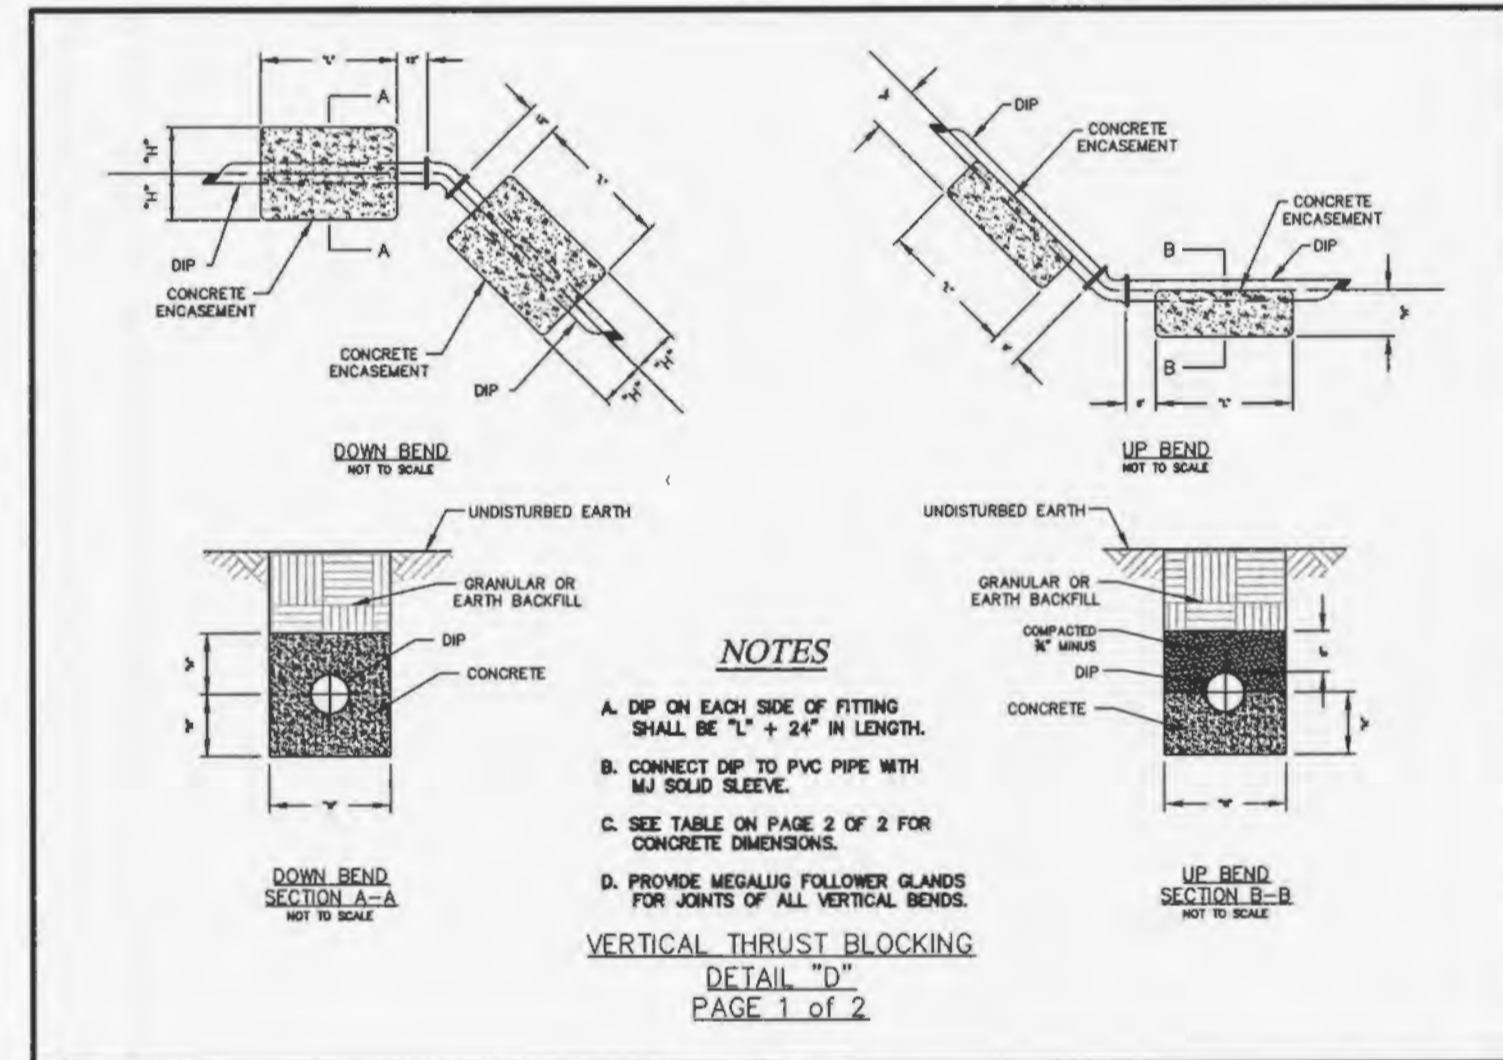 "L"
12"
A
"H"
"H"
A
DIP
CONCRETE
ENCASEMENT
12"
CONCRETE
ENCASEMENT
DIP
"H"
"H"
DOWN BEND
NOT TO SCALE
DIP
CONCRETE
ENCASEMENT
CONCRETE
ENCASEMENT
DIP
B
B
"L"
UP BEND
NOT TO SCALE
UNDISTURBED EARTH
GRANULAR OR
EARTH BACKFILL
DIP
CONCRETE
DOWN BEND
SECTION A-A
NOT TO SCALE
NOTES
A. DIP ON EACH SIDE OF FITTING
SHALL BE "L" + 24" IN LENGTH.
B. CONNECT DIP TO PVC PIPE WITH
MJ SOLID SLEEVE.
C. SEE TABLE ON PAGE 2 OF 2 FOR
CONCRETE DIMENSIONS.
D. PROVIDE MEGALUG FOLLOWER GLANDS
FOR JOINTS OF ALL VERTICAL BENDS.
UNDISTURBED EARTH
GRANULAR OR
EARTH BACKFILL
COMPACTED
¾" MINUS
DIP
CONCRETE
UP BEND
SECTION B-B
NOT TO SCALE
VERTICAL THRUST BLOCKING
DETAIL "D"
PAGE 1 of 2